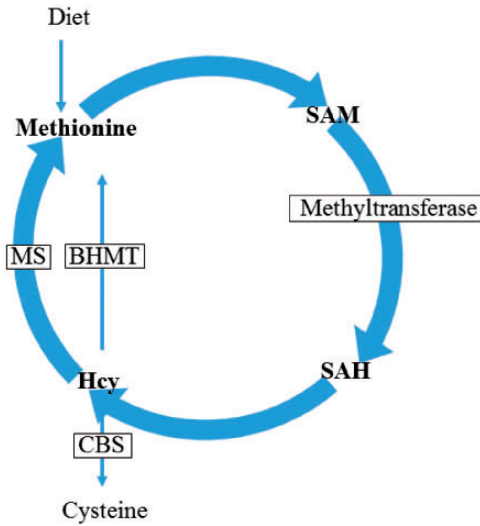 Diet
Methionine
SAM
Methyltransferase
MS
BHMT
SAH
Hcy
CBS
Cysteine